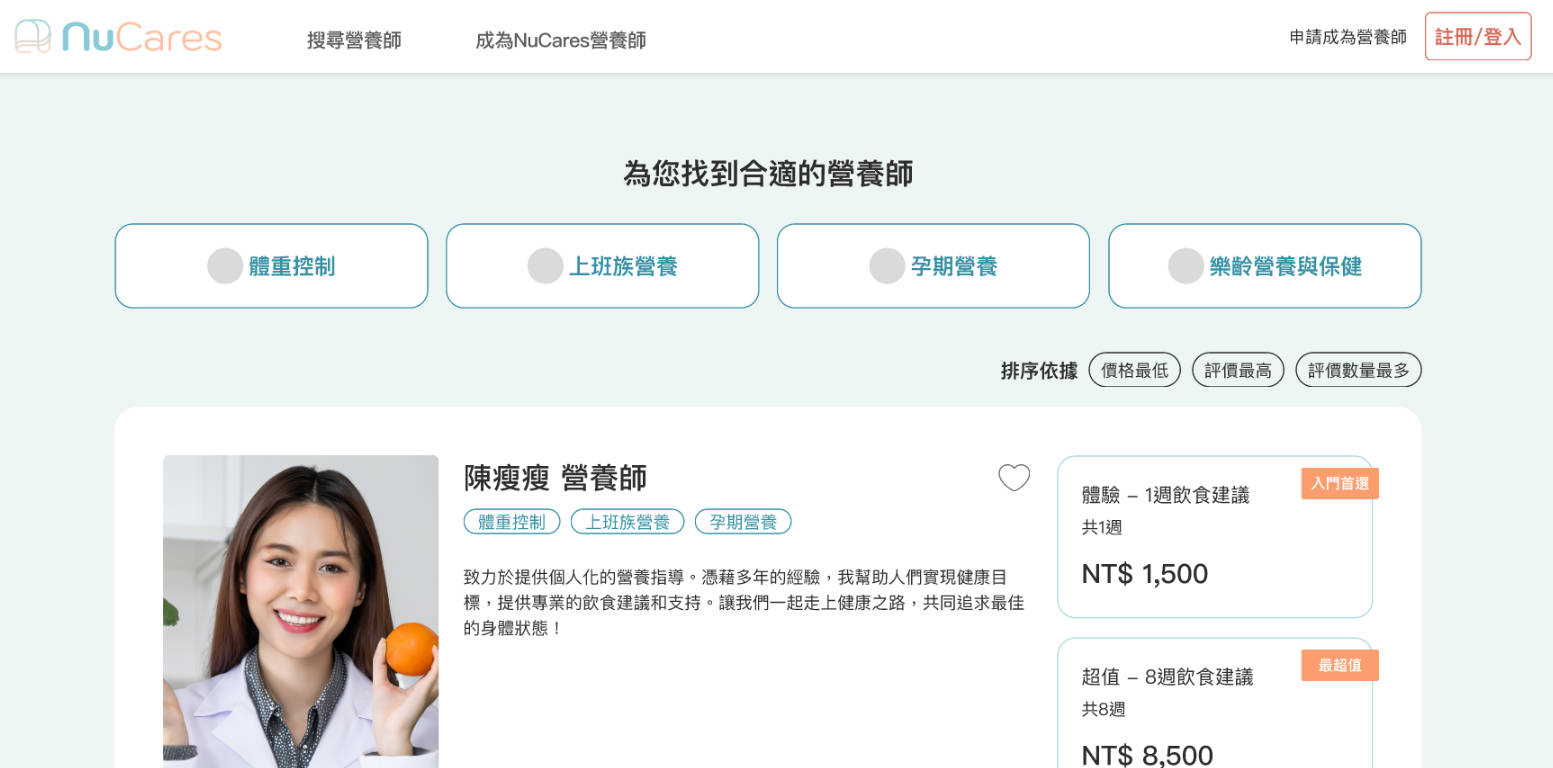 NuCares
搜尋營養師
成為NuCares營養師
申請成為營養師
註冊/登入
為您找到合適的營養師
體重控制
上班族營養
孕期營養
樂齡營養與保健
排序依據
價格最低
評價最高
評價數量最多
陳瘦瘦 營養師
體重控制
上班族營養
孕期營養
致力於提供個人化的營養指導。憑藉多年的經驗，我幫助人們實現健康目
標，提供專業的飲食建議和支持。讓我們一起走上健康之路，共同追求最佳
的身體狀態！
入門首選
體驗 – 1週飲食建議
共1週
NT$ 1,500
最超值
超值 – 8週飲食建議
共8週
NT$ 8,500